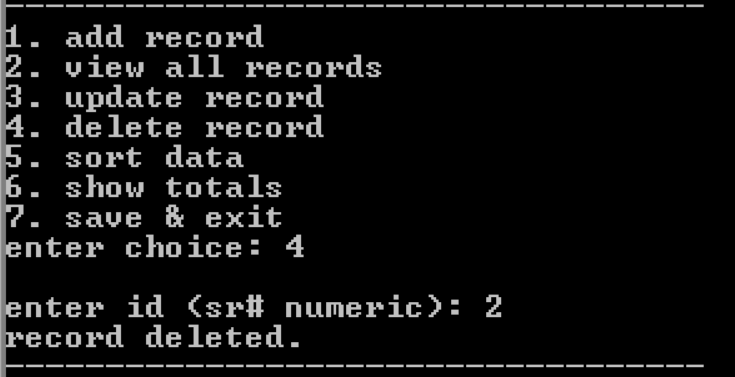 ------------------------------------
1. add record
2. view all records
3. update record
4. delete record
5. sort data
6. show totals
7. save & exit
enter choice: 4
enter id (sr# numeric): 2
record deleted.
------------------------------------